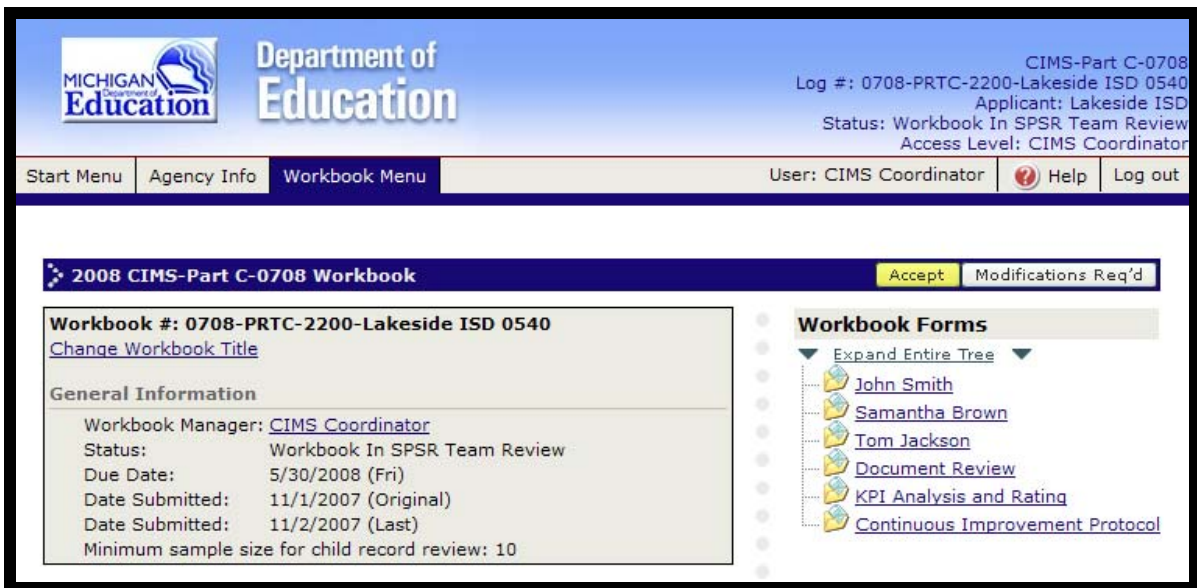 MICHIGAN
Department of
Education
Department of
Education
CIMS-Part C-0708
Log #: 0708-PRTC-2200-Lakeside ISD 0540
Applicant: Lakeside ISD
Status: Workbook In SPSR Team Review
Access Level: CIMS Coordinator
Start Menu Agency Info Workbook Menu User: CIMS Coordinator Help Log out
2008 CIMS-Part C-0708 Workbook Accept Modifications Req'd
Workbook #: 0708-PRTC-2200-Lakeside ISD 0540
Change Workbook Title
General Information
Workbook Manager: CIMS Coordinator
Status: Workbook In SPSR Team Review
Due Date: 5/30/2008 (Fri)
Date Submitted: 11/1/2007 (Original)
Date Submitted: 11/2/2007 (Last)
Minimum sample size for child record review: 10
Workbook Forms
Expand Entire Tree
John Smith
Samantha Brown
Tom Jackson
Document Review
KPI Analysis and Rating
Continuous Improvement Protocol